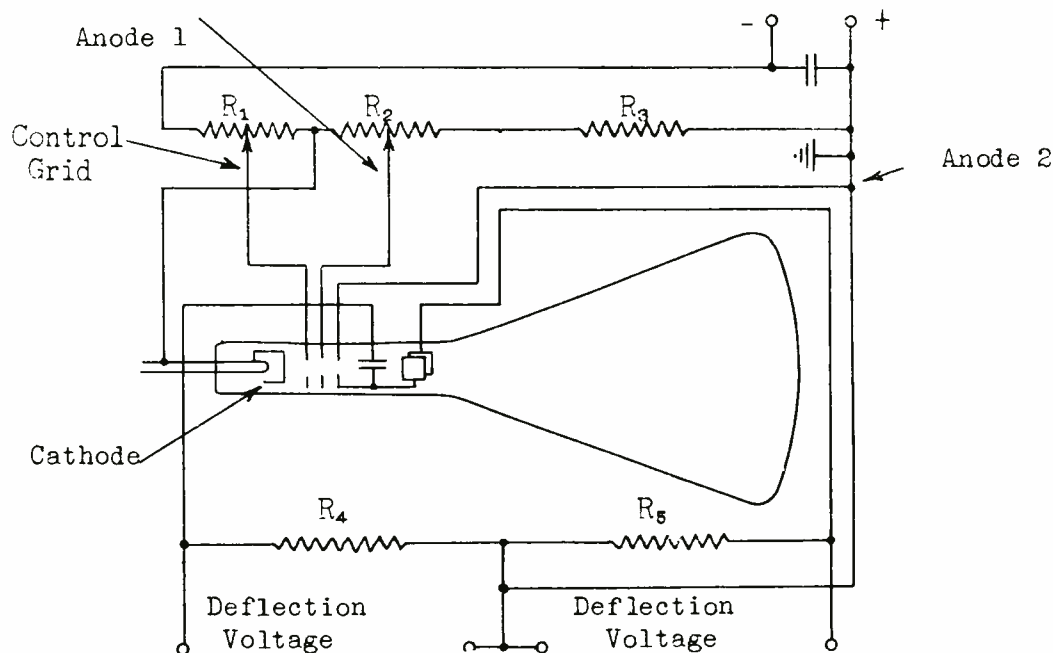 - +
Anode 1
R₁ R₂ R₃
Control
Grid
Anode 2
Cathode
R₄ R₅
Deflection
Voltage
Deflection
Voltage